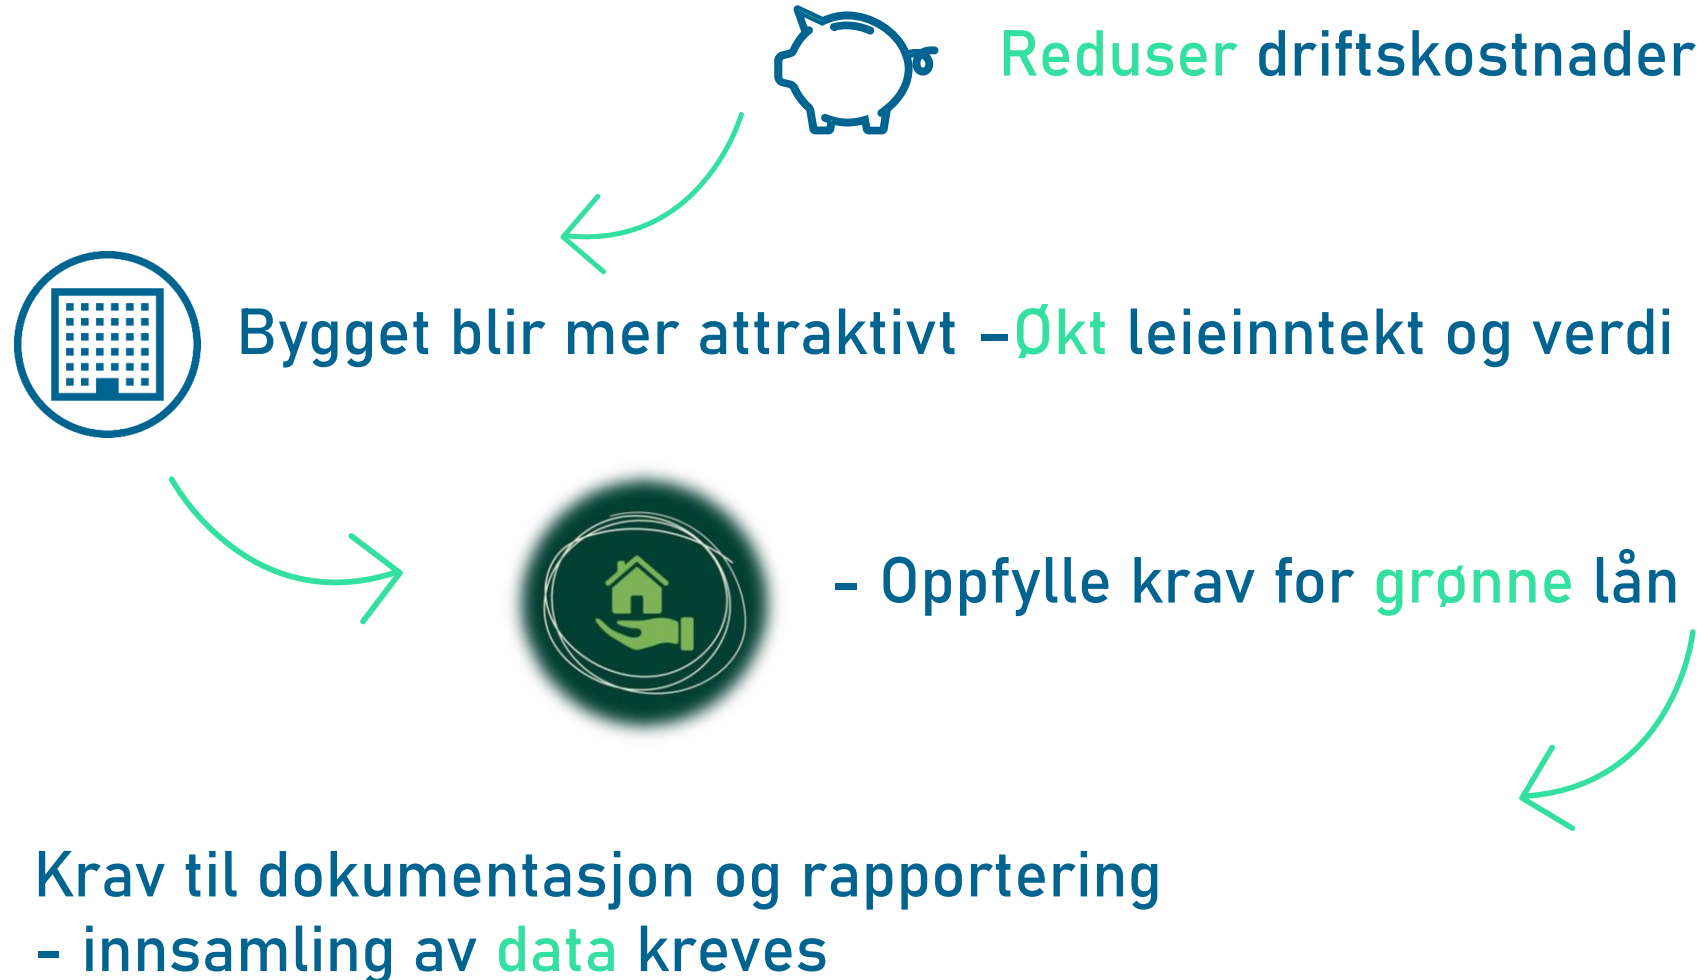 Reduser driftskostnader
Bygget blir mer attraktivt –Økt leieinntekt og verdi
- Oppfylle krav for grønne lån
Krav til dokumentasjon og rapportering
- innsamling av data kreves